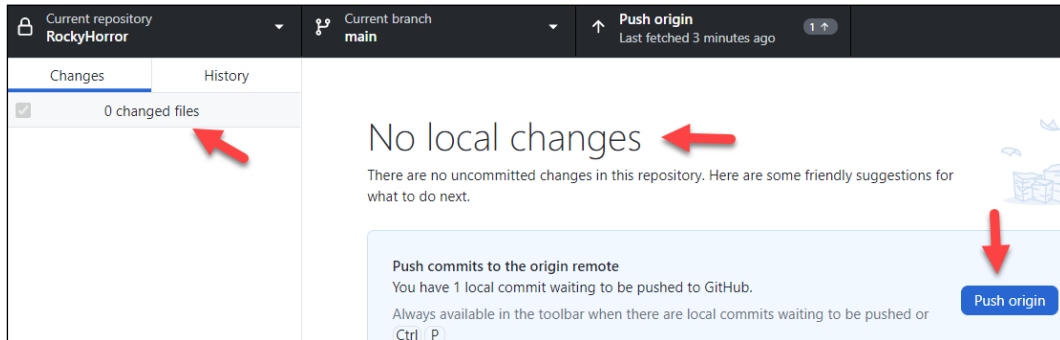 Current repository
RockyHorror
Current branch
main
Push origin
Last fetched 3 minutes ago
1
Changes
History
0 changed files
No local changes
There are no uncommitted changes in this repository. Here are some friendly suggestions for
what to do next.
Push commits to the origin remote
You have 1 local commit waiting to be pushed to GitHub.
Always available in the toolbar when there are local commits waiting to be pushed or
Ctrl P
Push origin